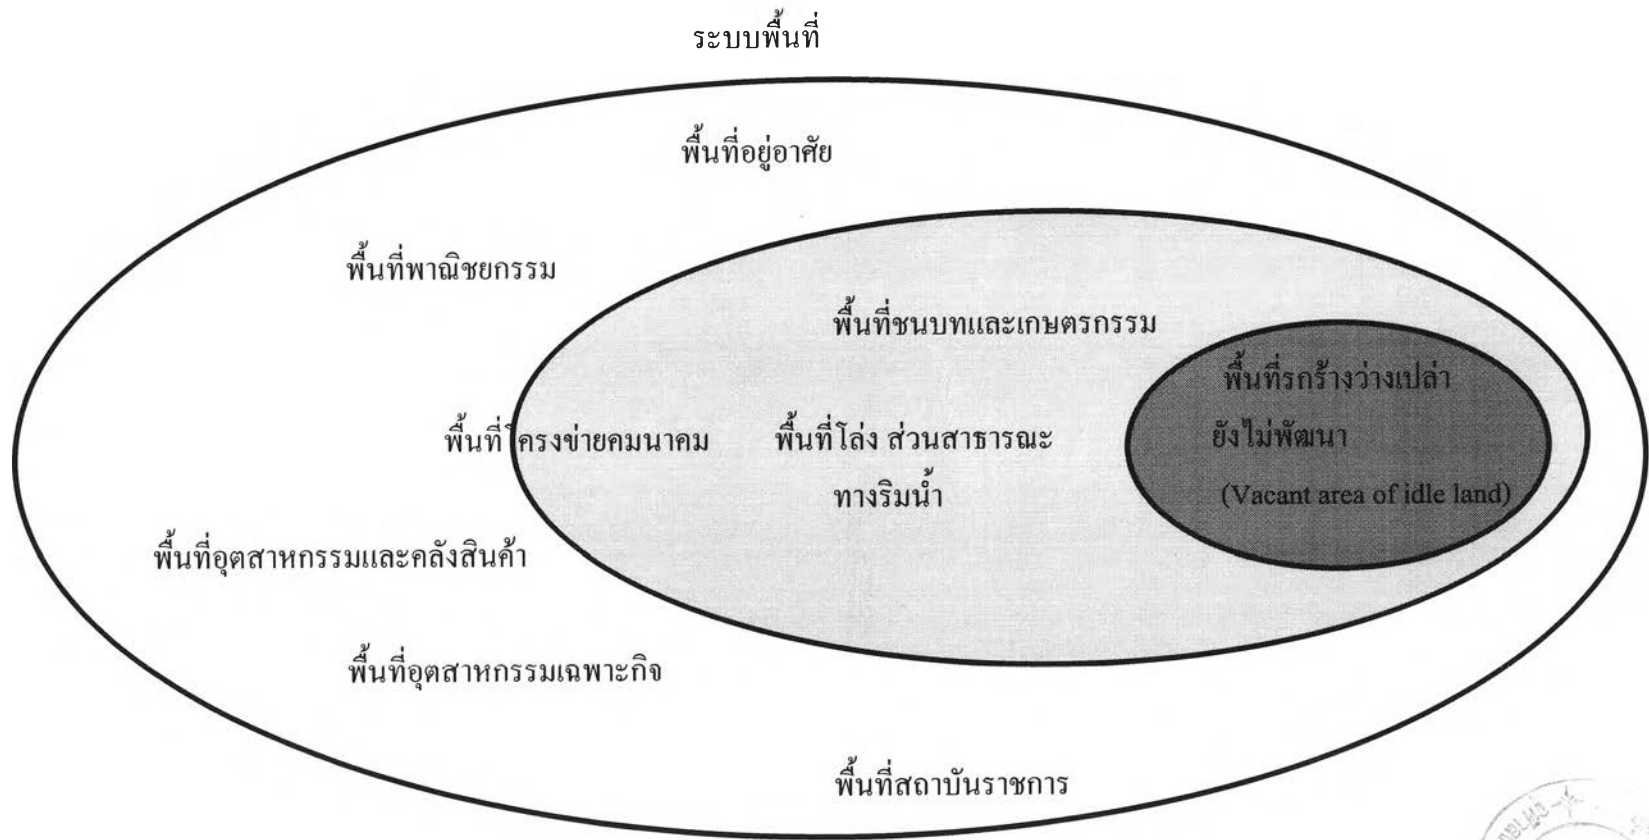 ระบบพื้นที่
พื้นที่อยู่อาศัย
พื้นที่พาณิชยกรรม
พื้นที่ชนบทและเกษตรกรรม
พื้นที่รกร้างว่างเปล่า
ยังไม่พัฒนา
(Vacant area of idle land)
พื้นที่โครงข่ายคมนาคม
พื้นที่โล่ง ส่วนสาธารณะ
ทางริมน้ำ
พื้นที่อุตสาหกรรมและคลังสินค้า
พื้นที่อุตสาหกรรมเฉพาะกิจ
พื้นที่สถาบันราชการ